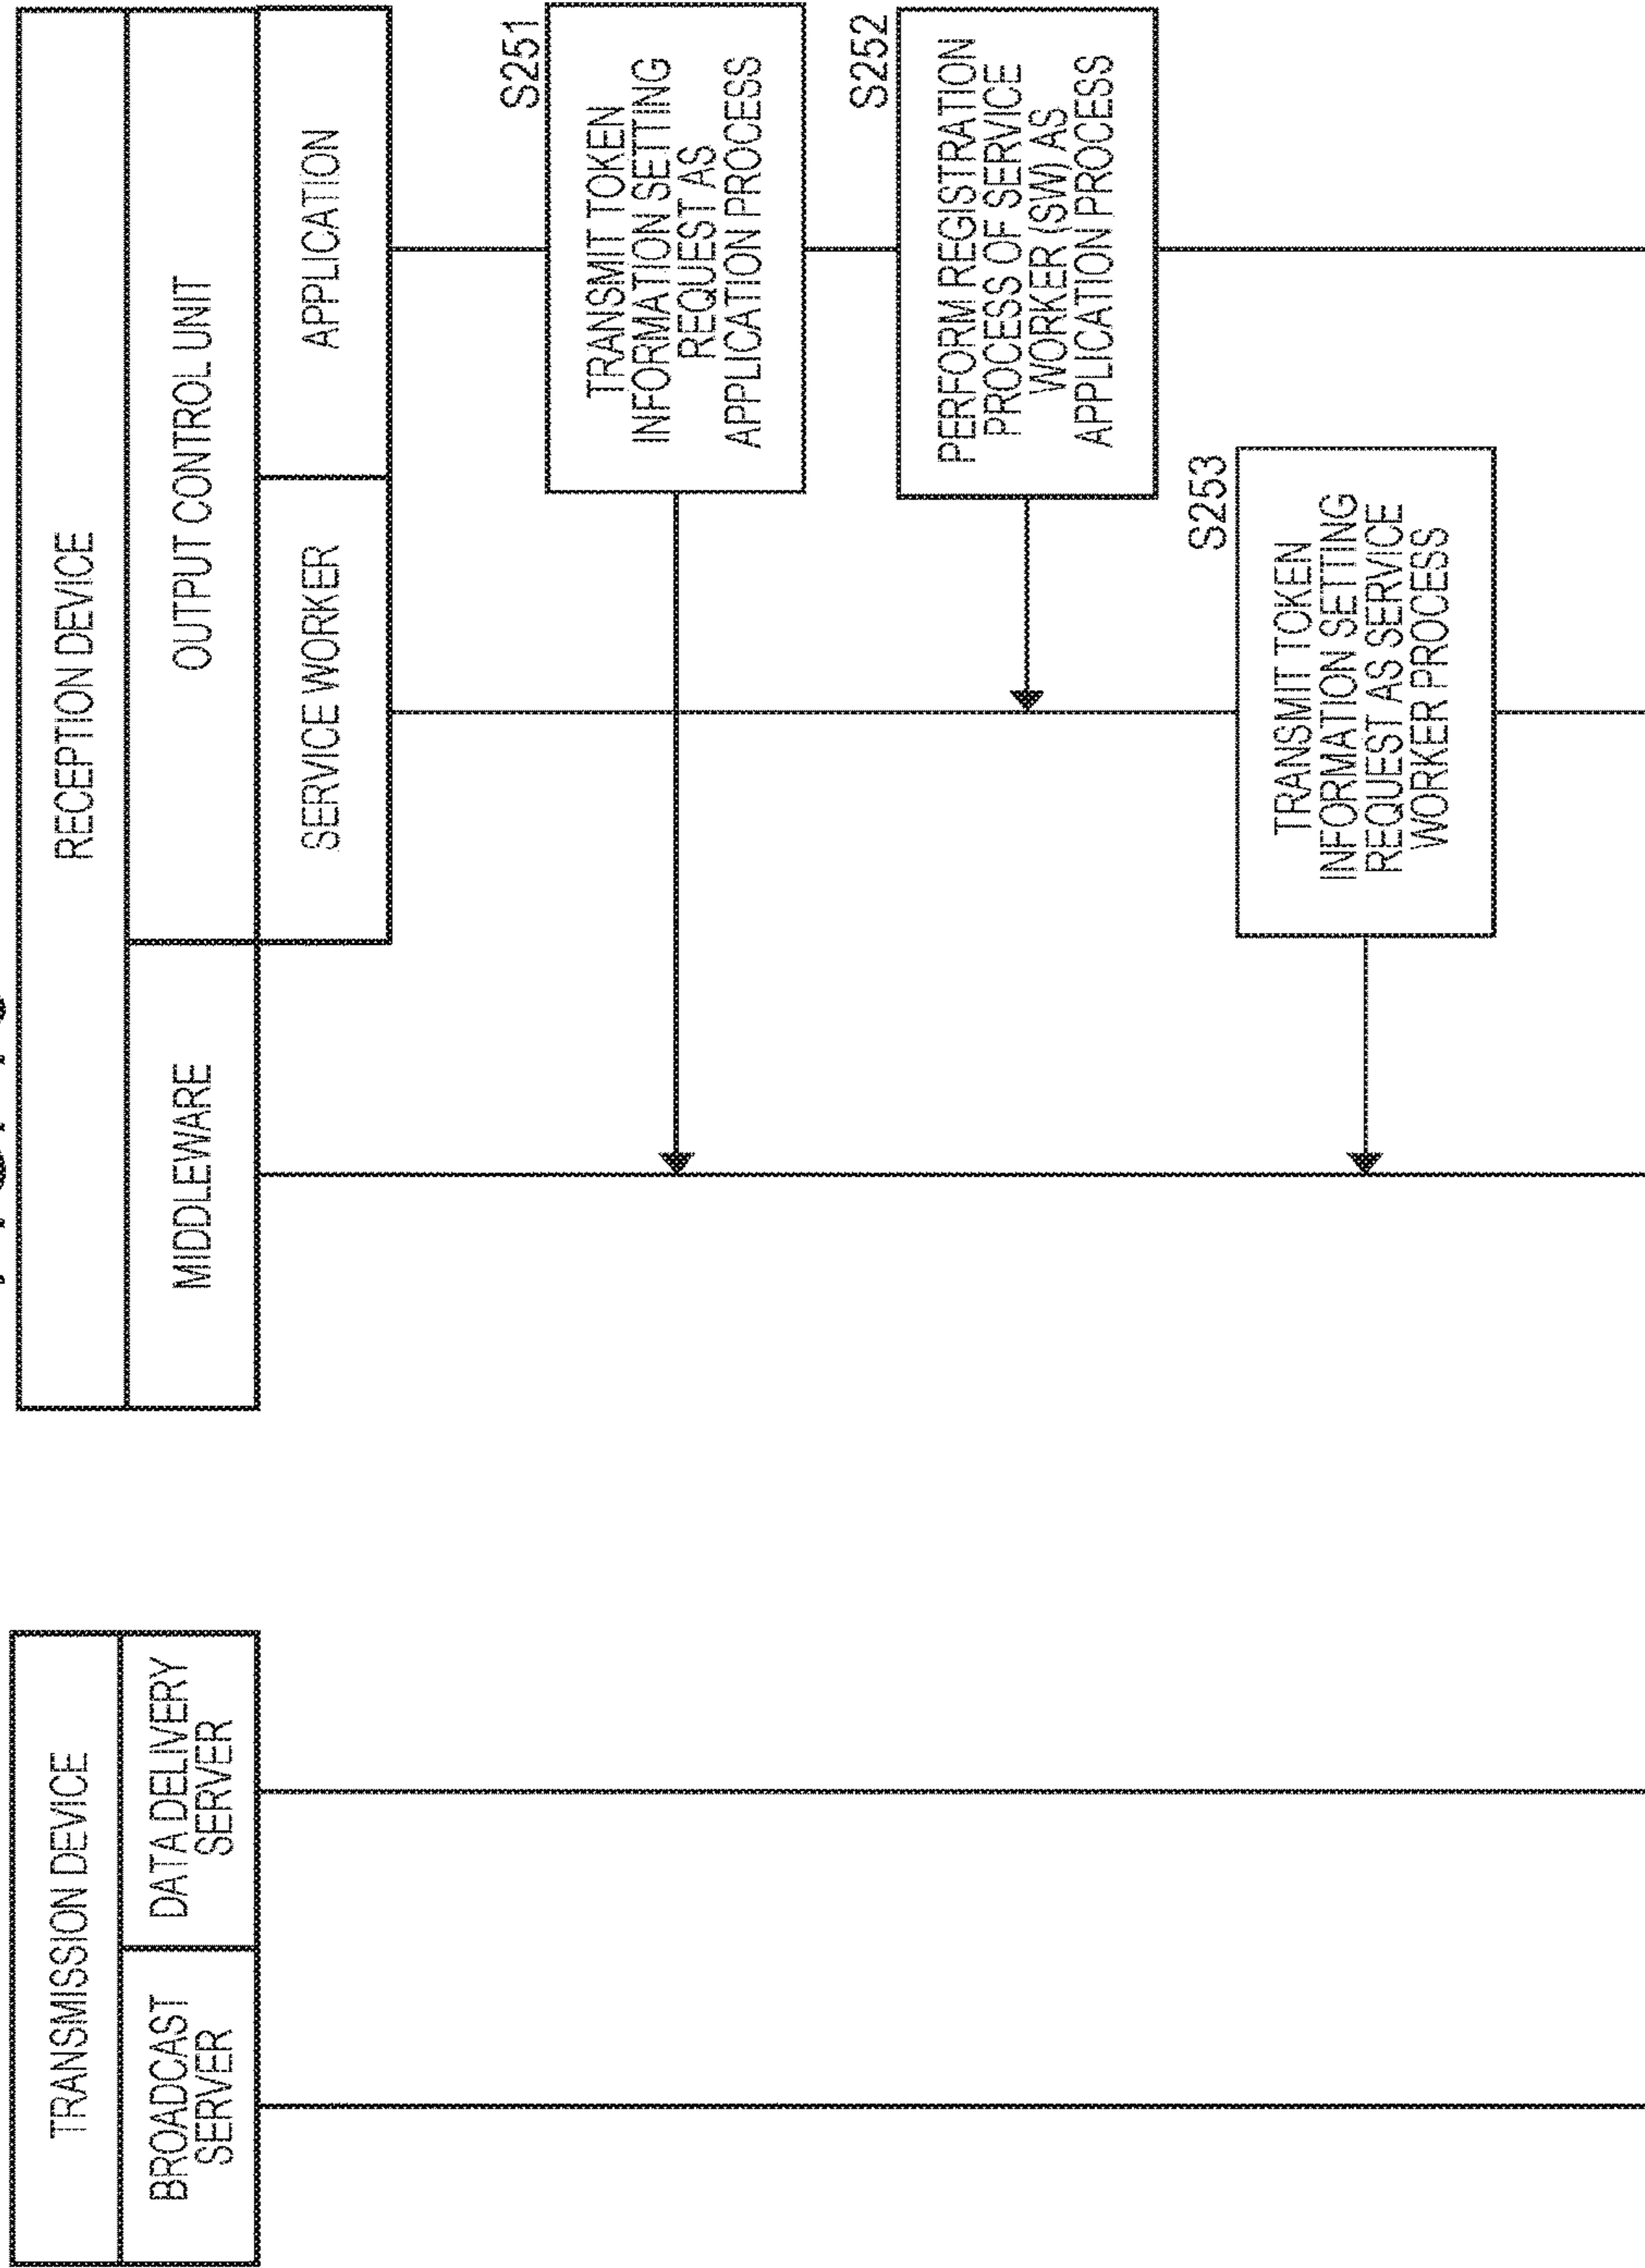 TRANSMISSION DEVICE
BROADCAST
SERVER
DATA DELIVERY
SERVER
RECEPTION DEVICE
MIDDLEWARE
OUTPUT CONTROL UNIT
SERVICE WORKER
APPLICATION
S251
TRANSMIT TOKEN
INFORMATION SETTING
REQUEST AS
APPLICATION PROCESS
S252
PERFORM REGISTRATION
PROCESS OF SERVICE
WORKER (SW) AS
APPLICATION PROCESS
S253
TRANSMIT TOKEN
INFORMATION SETTING
REQUEST AS SERVICE
WORKER PROCESS